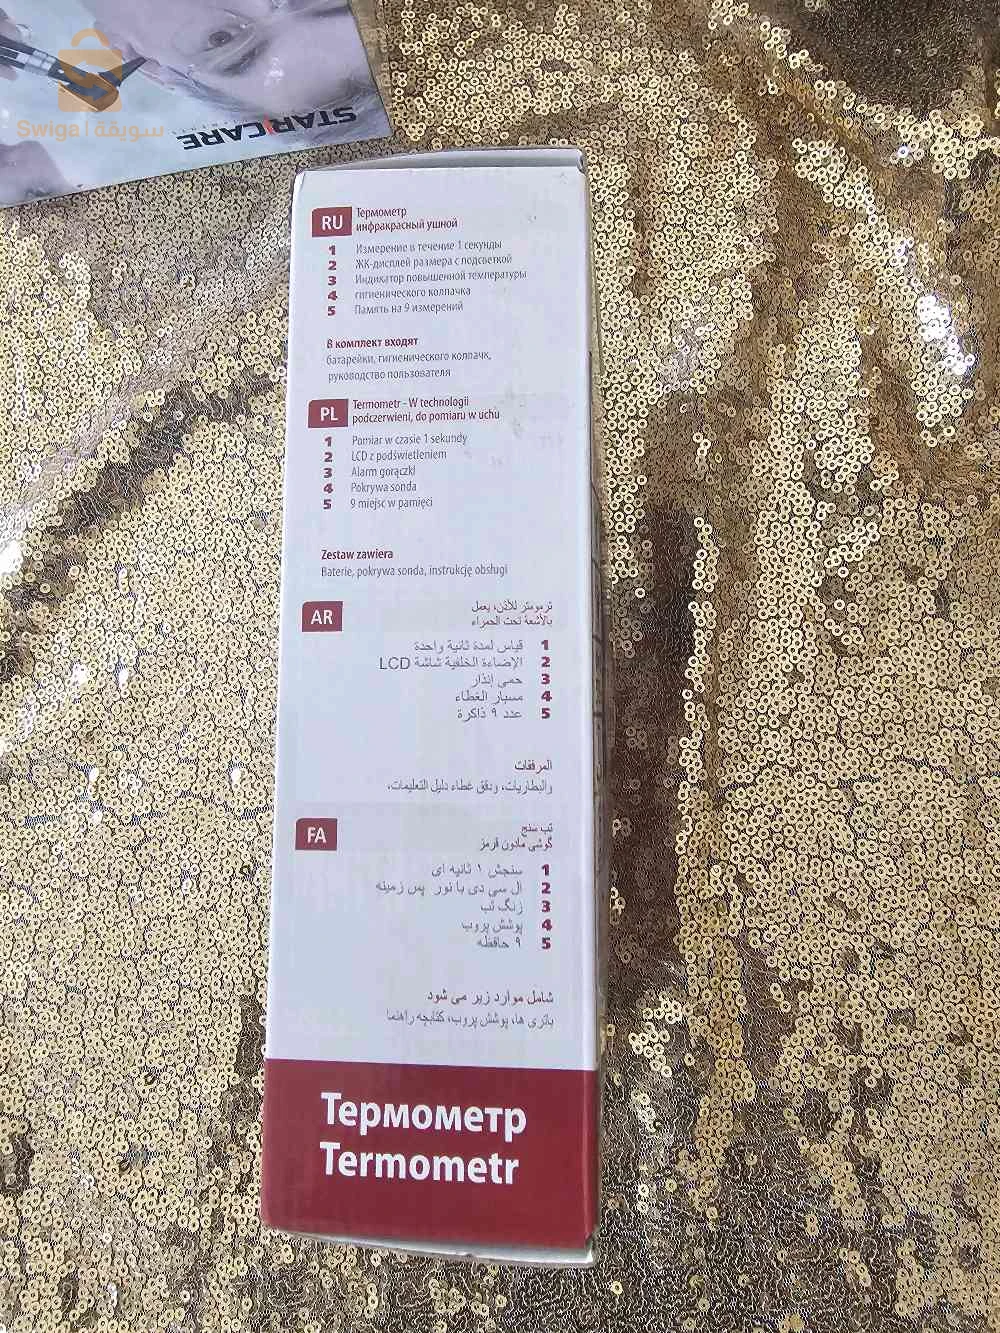 Swiga | سويقة
STARCARE
RU
Термометр
инфракрасный ушной
1 Измерение в течение 1 секунды
2 ЖК-дисплей размера с подсветкой
3 Индикатор повышенной температуры
4 гигиенического колпачка
5 Память на 9 измерений
В комплект входят
батарейки, гигиенического колпачк,
руководство пользователя
PL
Termometr - W technologii
podczerwieni, do pomiaru w uchu
1 Pomiar w czasie 1 sekundy
2 LCD z podświetleniem
3 Alarm gorączki
4 Pokrywa sonda
5 9 miejsc w pamięci
Zestaw zawiera
Baterie, pokrywa sonda, instrukcję obsługi
AR
ترمومتر للأذن، يعمل
بالأشعة تحت الحمراء
1 قياس لمدة ثانية واحدة
2 الإضاءة الخلفية شاشة LCD
3 حمى إنذار
4 مسبار الغطاء
5 عدد ٩ ذاكرة
المرفقات
والبطاريات، ودقق غطاء دليل التعليمات،
FA
تب سنج
گوشی مادون قرمز
1 سنجش ١ ثانیه ای
2 ال سی دی با نور پس زمینه
3 زنگ تب
4 پوشش پروب
5 ٩ حافظه
شامل موارد زیر می شود
باتری ها، پوشش پروب، کتابچه راهنما
Термометр
Termometr